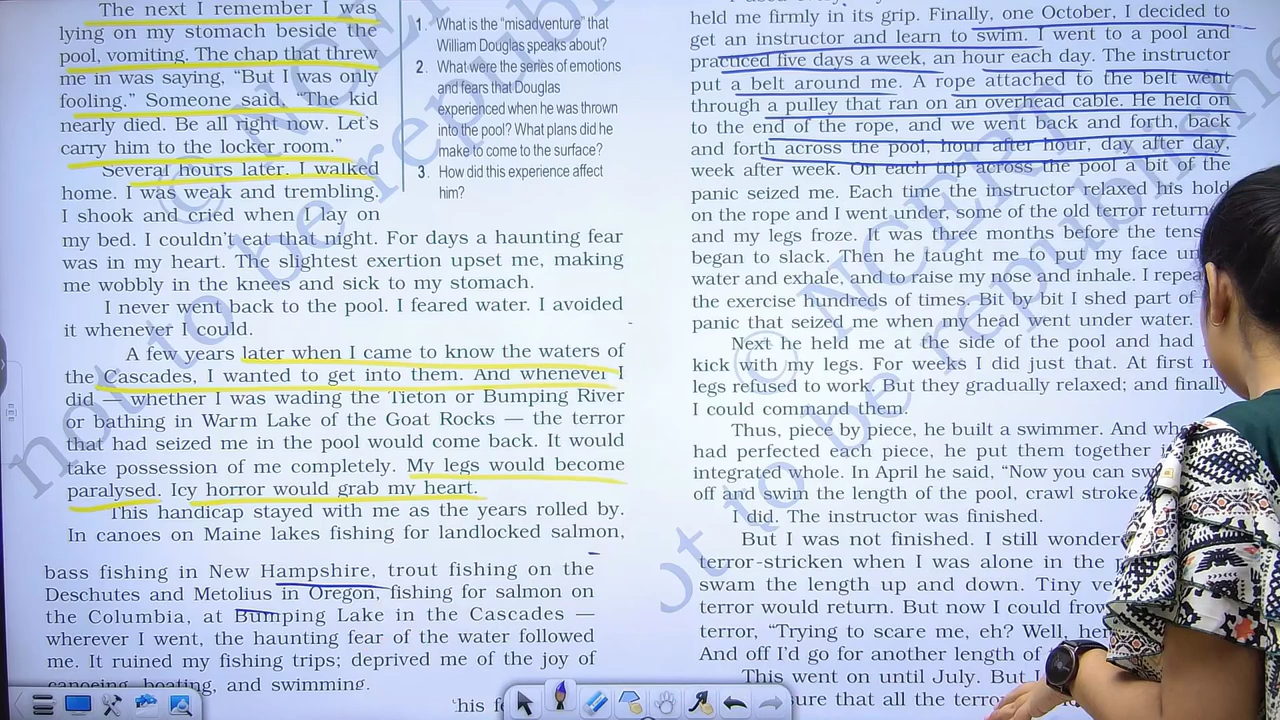 The next I remember I was
lying on my stomach beside the
pool, vomiting. The chap that threw
me in was saying, “But I was only
fooling.” Someone said, “The kid
nearly died. Be all right now. Let's
carry him to the locker room.”
Several hours later, I walked
home. I was weak and trembling.
I shook and cried when I lay on
my bed. I couldn't eat that night. For days a haunting fear
was in my heart. The slightest exertion upset me, making
me wobbly in the knees and sick to my stomach.
I never went back to the pool. I feared water. I avoided
it whenever I could.
A few years later when I came to know the waters of
the Cascades, I wanted to get into them. And whenever I
did — whether I was wading the Tieton or Bumping River
or bathing in Warm Lake of the Goat Rocks — the terror
that had seized me in the pool would come back. It would
take possession of me completely. My legs would become
paralysed. Icy horror would grab my heart.
This handicap stayed with me as the years rolled by.
In canoes on Maine lakes fishing for landlocked salmon,
bass fishing in New Hampshire, trout fishing on the
Deschutes and Metolius in Oregon, fishing for salmon on
the Columbia, at Bumping Lake in the Cascades —
wherever I went, the haunting fear of the water followed
me. It ruined my fishing trips; deprived me of the joy of
canoeing, boating, and swimming.
1. What is the “misadventure” that
William Douglas speaks about?
2. What were the series of emotions
and fears that Douglas
experienced when he was thrown
into the pool? What plans did he
make to come to the surface?
3. How did this experience affect
him?
held me firmly in its grip. Finally, one October, I decided to
get an instructor and learn to swim. I went to a pool and
practiced five days a week, an hour each day. The instructor
put a belt around me. A rope attached to the belt went
through a pulley that ran on an overhead cable. He held on
to the end of the rope, and we went back and forth, back
and forth across the pool, hour after hour, day after day,
week after week. On each trip across the pool a bit of the
panic seized me. Each time the instructor relaxed his hold
on the rope and I went under, some of the old terror return
and my legs froze. It was three months before the tens
began to slack. Then he taught me to put my face un
water and exhale, and to raise my nose and inhale. I repea
the exercise hundreds of times. Bit by bit I shed part of
panic that seized me when my head went under water.
Next he held me at the side of the pool and had
kick with my legs. For weeks I did just that. At first
legs refused to work. But they gradually relaxed; and finally
I could command them.
Thus, piece by piece, he built a swimmer. And wh
had perfected each piece, he put them together
integrated whole. In April he said, “Now you can sw
off and swim the length of the pool, crawl stroke.
I did. The instructor was finished.
But I was not finished. I still wonder
terror-stricken when I was alone in the
swam the length up and down. Tiny ve
terror would return. But now I could frow
terror, “Trying to scare me, eh? Well, her
And off I'd go for another length of
This went on until July. But I
sure that all the terro
his f
© NCERT
not to be republished
© NCERT
not to be republished